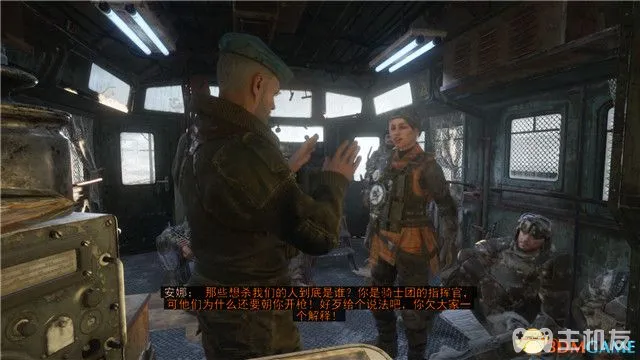 安娜: 那些想杀我们的人到底是谁?你是骑士团的指挥官,
可他们为什么还要朝你开枪!好歹给个说法吧,你欠大家一
个解释!
3DMGAME
主机友